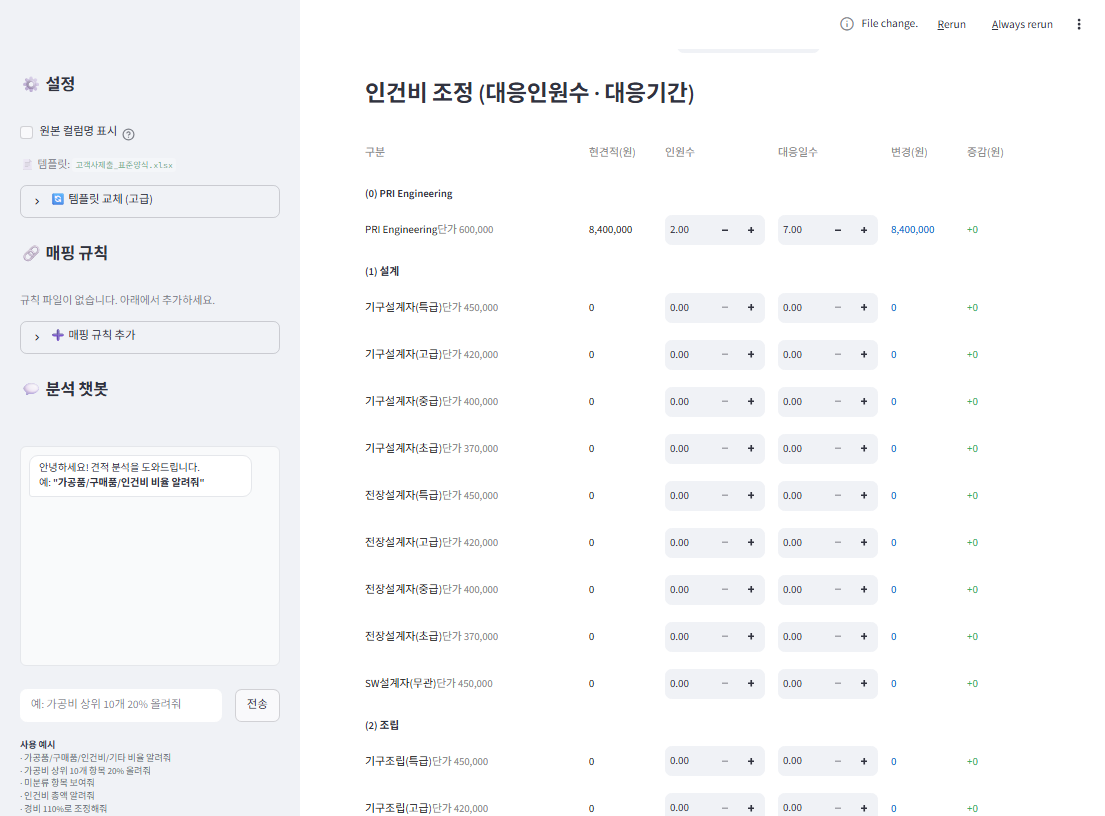 File change. Rerun Always rerun
설정
원본 컬럼명 표시
템플릿: 고객사제출_표준양식.xlsx
템플릿 교체 (고급)
매핑 규칙
규칙 파일이 없습니다. 아래에서 추가하세요.
매핑 규칙 추가
분석 챗봇
안녕하세요! 견적 분석을 도와드립니다.
예: "가공품/구매품/인건비 비율 알려줘"
예: 가공비 상위 10개 20% 올려줘
전송
사용 예시
· 가공품/구매품/인건비/기타 비율 알려줘
· 가공비 상위 10개 항목 20% 올려줘
· 미분류 항목 보여줘
· 인건비 총액 알려줘
· 경비 110%로 조정해줘
인건비 조정 (대응인원수 · 대응기간)
구분 현견적(원) 인원수 대응일수 변경(원) 증감(원)
(0) PRI Engineering
PRI Engineering단가 600,000 8,400,000 2.00 − + 7.00 − + 8,400,000 +0
(1) 설계
기구설계자(특급)단가 450,000 0 0.00 − + 0.00 − + 0 +0
기구설계자(고급)단가 420,000 0 0.00 − + 0.00 − + 0 +0
기구설계자(중급)단가 400,000 0 0.00 − + 0.00 − + 0 +0
기구설계자(초급)단가 370,000 0 0.00 − + 0.00 − + 0 +0
전장설계자(특급)단가 450,000 0 0.00 − + 0.00 − + 0 +0
전장설계자(고급)단가 420,000 0 0.00 − + 0.00 − + 0 +0
전장설계자(중급)단가 400,000 0 0.00 − + 0.00 − + 0 +0
전장설계자(초급)단가 370,000 0 0.00 − + 0.00 − + 0 +0
SW설계자(무관)단가 450,000 0 0.00 − + 0.00 − + 0 +0
(2) 조립
기구조립(특급)단가 450,000 0 0.00 − + 0.00 − + 0 +0
기구조립(고급)단가 420,000 0 0.00 − + 0.00 − + 0 +0